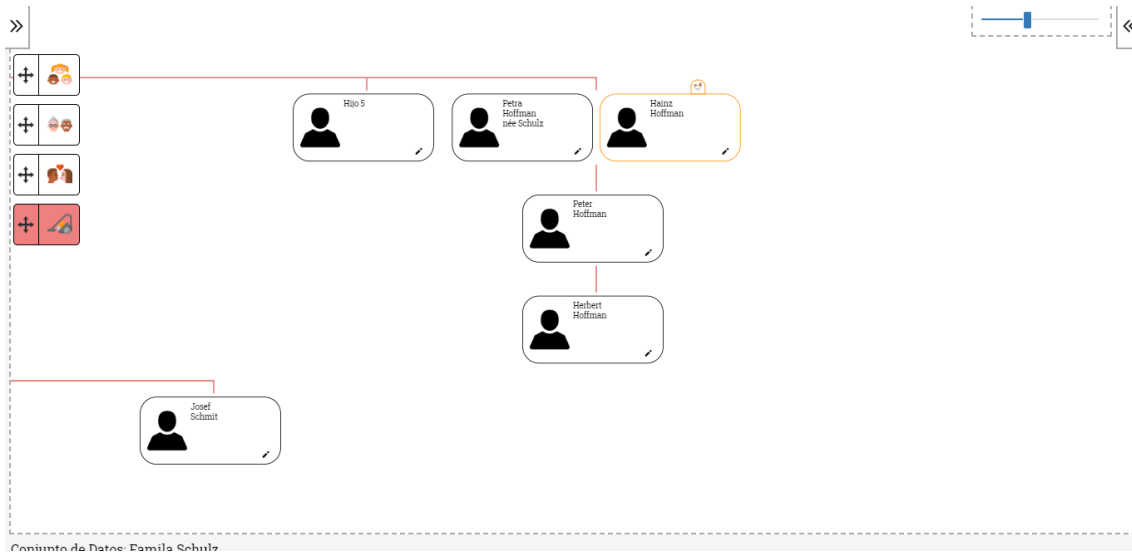 Hijo 5
Petra
Hoffman
née Schulz
Hainz
Hoffman
Peter
Hoffman
Herbert
Hoffman
Josef
Schmit
Conjunto de Datos: Famila Schulz